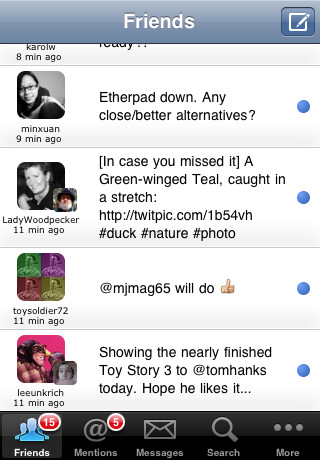 Friends
ready??
karolw
8 min ago
Etherpad down. Any
close/better alternatives?
minxuan
9 min ago
[In case you missed it] A
Green-winged Teal, caught in
a stretch:
http://twitpic.com/1b54vh
#duck #nature #photo
LadyWoodpecker
11 min ago
@mjmag65 will do 👍🏼
toysoldier72
11 min ago
Showing the nearly finished
Toy Story 3 to @tomhanks
today. Hope he likes it...
leeunkrich
11 min ago
15
5
@
Friends Mentions Messages Search More